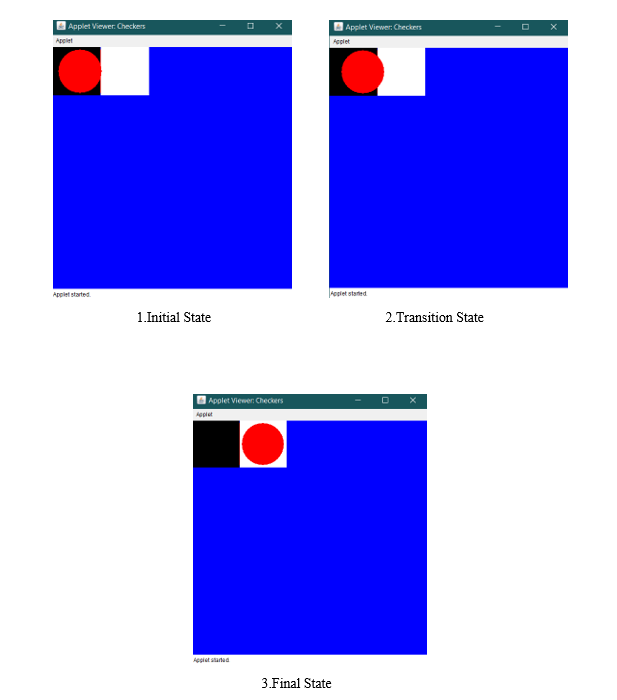 Applet Viewer: Checkers
Applet
Applet started.
1.Initial State
Applet Viewer: Checkers
Applet
Applet started.
2.Transition State
Applet Viewer: Checkers
Applet
Applet started.
3.Final State